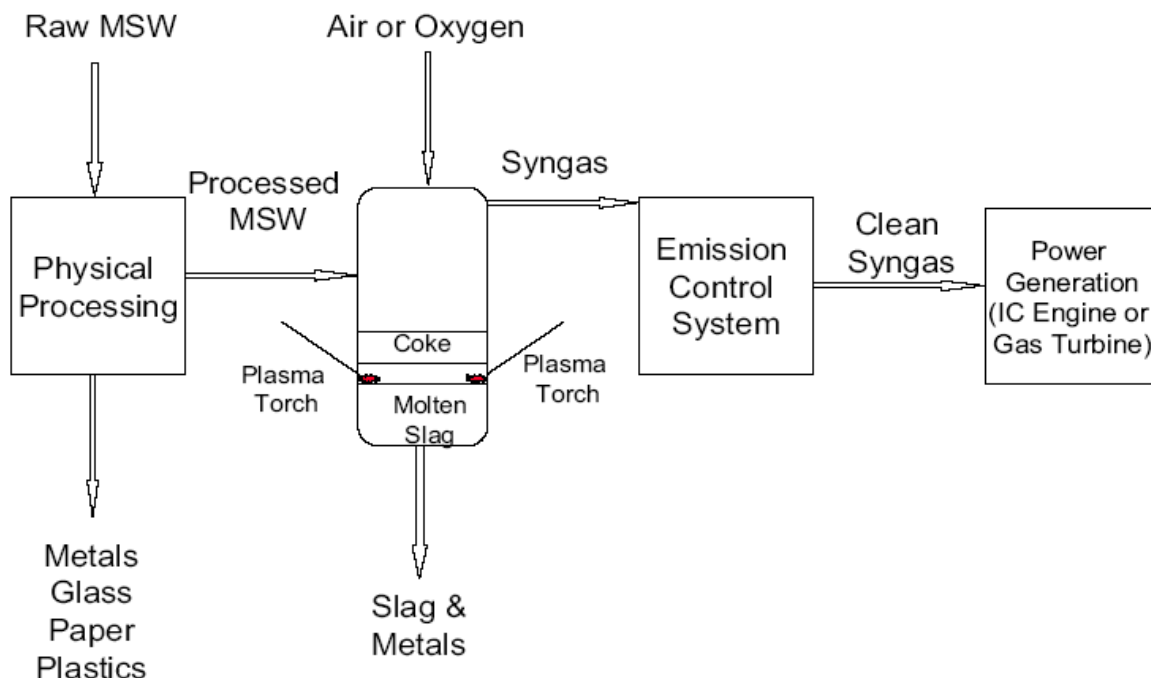 Raw MSW
Air or Oxygen
Processed
MSW
Syngas
Physical
Processing
Emission
Control
System
Clean
Syngas
Power
Generation
(IC Engine or
Gas Turbine)
Coke
Plasma
Torch
Plasma
Torch
Molten
Slag
Metals
Glass
Paper
Plastics
Slag &
Metals